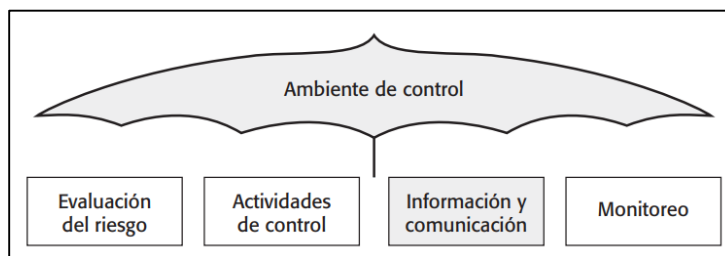 Ambiente de control
Evaluación
del riesgo
Actividades
de control
Información y
comunicación
Monitoreo